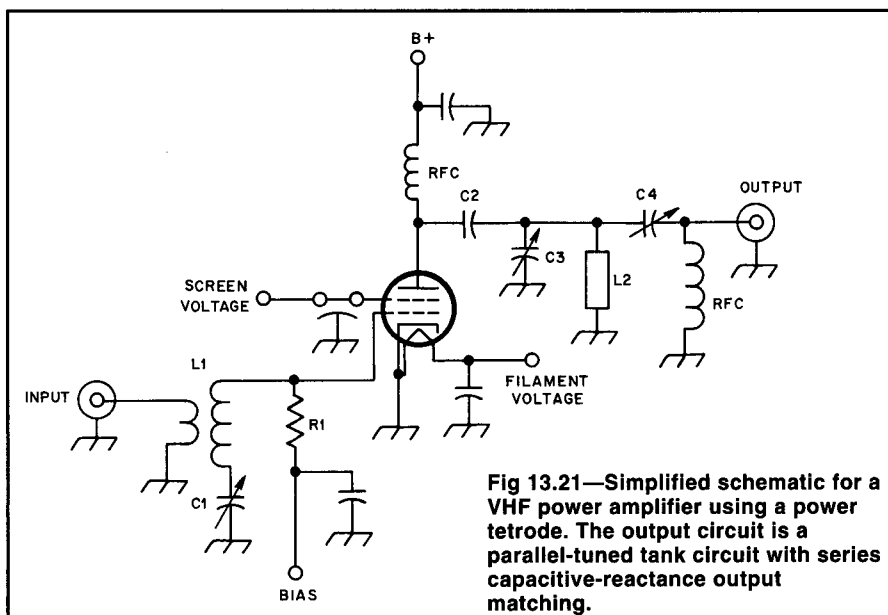 B+
RFC
C2
C4
OUTPUT
C3
SCREEN
VOLTAGE
L2
RFC
L1
INPUT
R1
FILAMENT
VOLTAGE
C1
BIAS
Fig 13.21—Simplified schematic for a
VHF power amplifier using a power
tetrode. The output circuit is a
parallel-tuned tank circuit with series
capacitive-reactance output
matching.